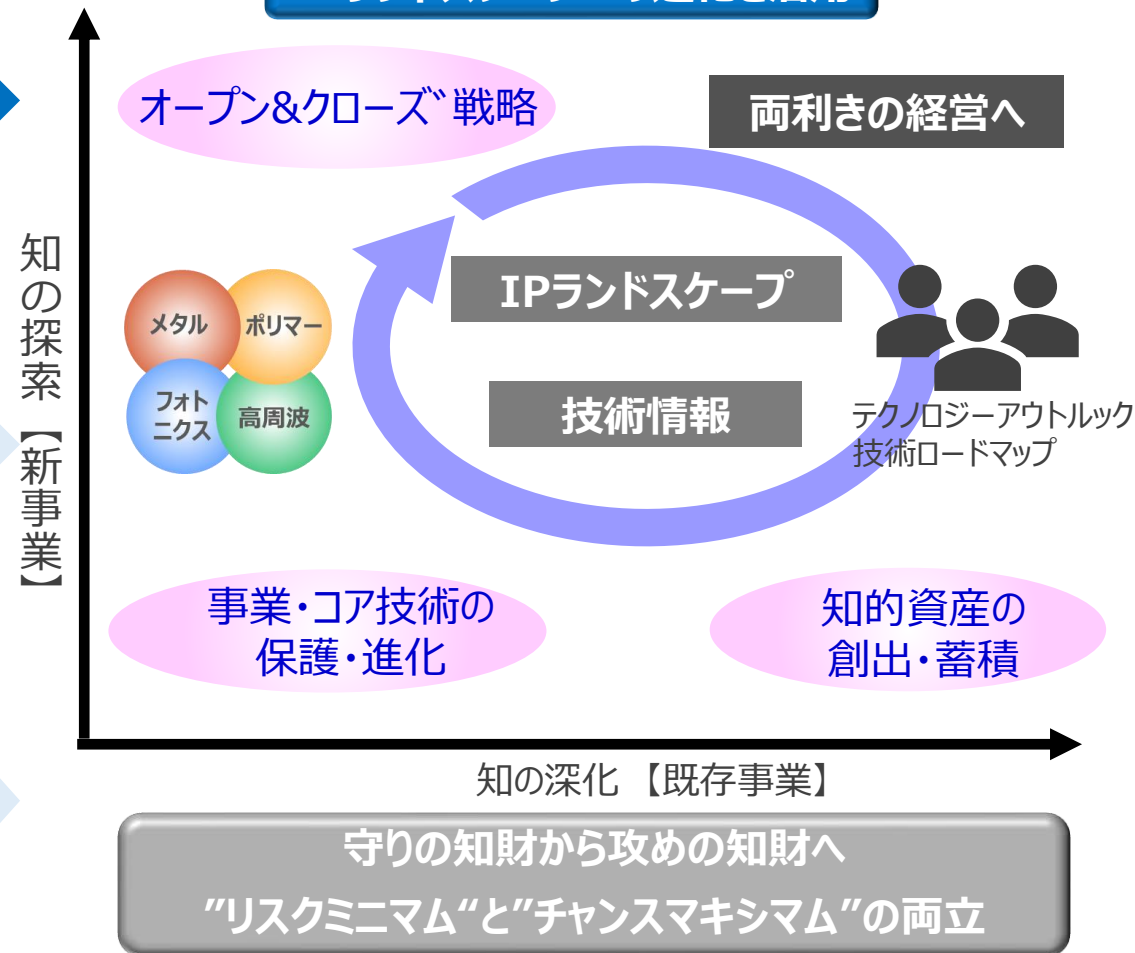 オープン&クローズ゛戦略
両利きの経営へ
知の探索【新事業】
IPランドスケープ
メタル
ポリマー
フォト
ニクス
高周波
技術情報
テクノロジーアウトルック
技術ロードマップ
事業・コア技術の
保護・進化
知的資産の
創出・蓄積
知の深化 【既存事業】
守りの知財から攻めの知財へ
”リスクミニマム“と”チャンスマキシマム”の両立